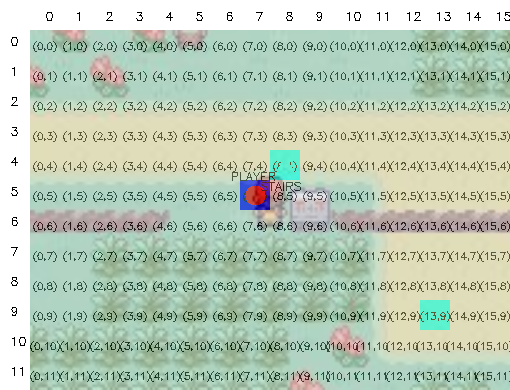 0 1 2 3 4 5 6 7 8 9 10 11 12 13 14 15
0 (0,0) (1,0) (2,0) (3,0) (4,0) (5,0) (6,0) (7,0) (8,0) (9,0) (10,0) (11,0) (12,0) (13,0) (14,0) (15,0)
1 (0,1) (1,1) (2,1) (3,1) (4,1) (5,1) (6,1) (7,1) (8,1) (9,1) (10,1) (11,1) (12,1) (13,1) (14,1) (15,1)
2 (0,2) (1,2) (2,2) (3,2) (4,2) (5,2) (6,2) (7,2) (8,2) (9,2) (10,2) (11,2) (12,2) (13,2) (14,2) (15,2)
3 (0,3) (1,3) (2,3) (3,3) (4,3) (5,3) (6,3) (7,3) (8,3) (9,3) (10,3) (11,3) (12,3) (13,3) (14,3) (15,3)
4 (0,4) (1,4) (2,4) (3,4) (4,4) (5,4) (6,4) (7,4) (8,4) (9,4) (10,4) (11,4) (12,4) (13,4) (14,4) (15,4)
PLAYER
STAIRS
5 (0,5) (1,5) (2,5) (3,5) (4,5) (5,5) (6,5) (8,5) (9,5) (10,5) (11,5) (12,5) (13,5) (14,5) (15,5)
6 (0,6) (1,6) (2,6) (3,6) (4,6) (5,6) (6,6) (7,6) (8,6) (9,6) (10,6) (11,6) (12,6) (13,6) (14,6) (15,6)
7 (0,7) (1,7) (2,7) (3,7) (4,7) (5,7) (6,7) (7,7) (8,7) (9,7) (10,7) (11,7) (12,7) (13,7) (14,7) (15,7)
8 (0,8) (1,8) (2,8) (3,8) (4,8) (5,8) (6,8) (7,8) (8,8) (9,8) (10,8) (11,8) (12,8) (13,8) (14,8) (15,8)
9 (0,9) (1,9) (2,9) (3,9) (4,9) (5,9) (6,9) (7,9) (8,9) (9,9) (10,9) (11,9) (12,9) (13,9) (14,9) (15,9)
10 (0,10) (1,10) (2,10) (3,10) (4,10) (5,10) (6,10) (7,10) (8,10) (9,10) (10,10) (11,10) (12,10) (13,10) (14,10) (15,10)
11 (0,11) (1,11) (2,11) (3,11) (4,11) (5,11) (6,11) (7,11) (8,11) (9,11) (10,11) (11,11) (12,11) (13,11) (14,11) (15,11)